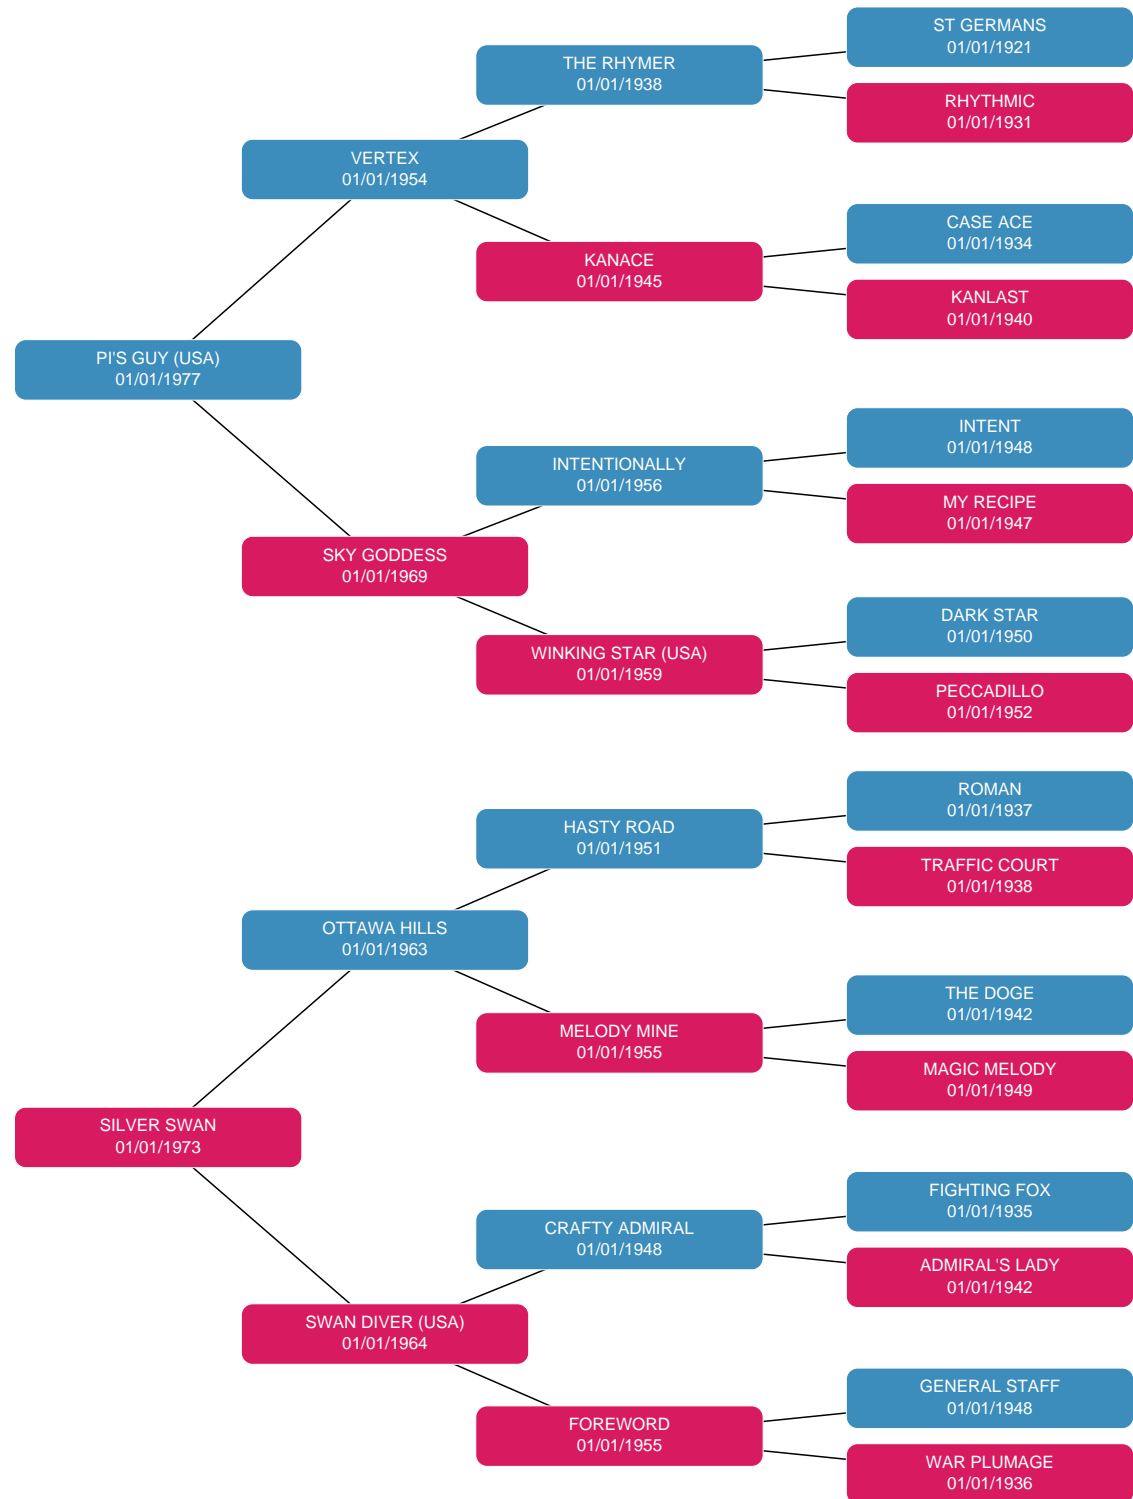 ST GERMANS
01/01/1921
THE RHYMER
01/01/1938
RHYTHMIC
01/01/1931
VERTEX
01/01/1954
CASE ACE
01/01/1934
KANACE
01/01/1945
KANLAST
01/01/1940
PI'S GUY (USA)
01/01/1977
INTENT
01/01/1948
INTENTIONALLY
01/01/1956
MY RECIPE
01/01/1947
SKY GODDESS
01/01/1969
DARK STAR
01/01/1950
WINKING STAR (USA)
01/01/1959
PECCADILLO
01/01/1952
ROMAN
01/01/1937
HASTY ROAD
01/01/1951
TRAFFIC COURT
01/01/1938
OTTAWA HILLS
01/01/1963
THE DOGE
01/01/1942
MELODY MINE
01/01/1955
MAGIC MELODY
01/01/1949
SILVER SWAN
01/01/1973
FIGHTING FOX
01/01/1935
CRAFTY ADMIRAL
01/01/1948
ADMIRAL'S LADY
01/01/1942
SWAN DIVER (USA)
01/01/1964
GENERAL STAFF
01/01/1948
FOREWORD
01/01/1955
WAR PLUMAGE
01/01/1936